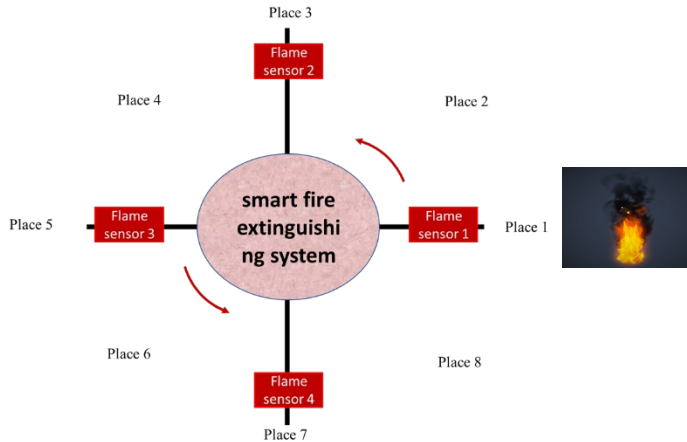 Place 3
Flame
sensor 2
Place 4
Place 2
smart fire
extinguishi
ng system
Place 5
Flame
sensor 3
Flame
sensor 1
Place 1
Place 6
Place 8
Flame
sensor 4
Place 7